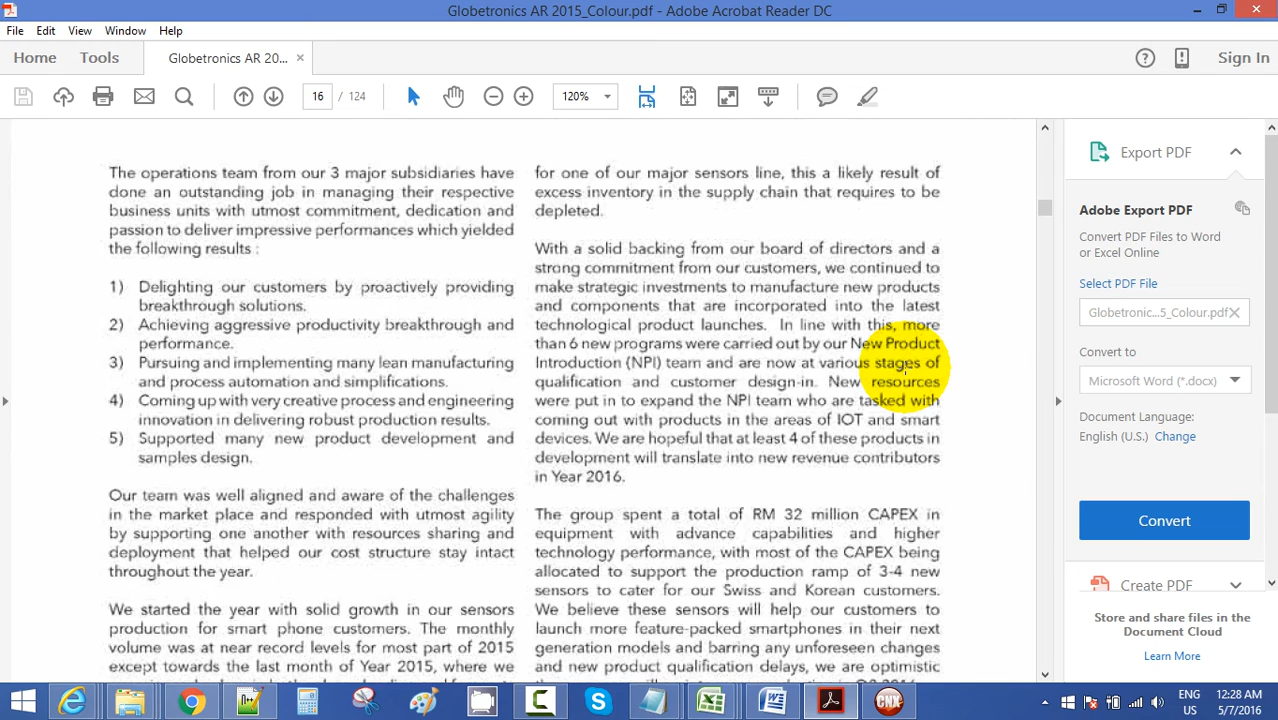 Globetronics AR 2015_Colour.pdf - Adobe Acrobat Reader DC
File Edit View Window Help
Home Tools Globetronics AR 20... × Sign In
16 / 124 120%
The operations team from our 3 major subsidiaries have
done an outstanding job in managing their respective
business units with utmost commitment, dedication and
passion to deliver impressive performances which yielded
the following results :
1) Delighting our customers by proactively providing
breakthrough solutions.
2) Achieving aggressive productivity breakthrough and
performance.
3) Pursuing and implementing many lean manufacturing
and process automation and simplifications.
4) Coming up with very creative process and engineering
innovation in delivering robust production results.
5) Supported many new product development and
samples design.
Our team was well aligned and aware of the challenges
in the market place and responded with utmost agility
by supporting one another with resources sharing and
deployment that helped our cost structure stay intact
throughout the year.
We started the year with solid growth in our sensors
production for smart phone customers. The monthly
volume was at near record levels for most part of 2015
except towards the last month of Year 2015, where we
for one of our major sensors line, this a likely result of
excess inventory in the supply chain that requires to be
depleted.
With a solid backing from our board of directors and a
strong commitment from our customers, we continued to
make strategic investments to manufacture new products
and components that are incorporated into the latest
technological product launches. In line with this, more
than 6 new programs were carried out by our New Product
Introduction (NPI) team and are now at various stages of
qualification and customer design-in. New resources
were put in to expand the NPI team who are tasked with
coming out with products in the areas of IOT and smart
devices. We are hopeful that at least 4 of these products in
development will translate into new revenue contributors
in Year 2016.
The group spent a total of RM 32 million CAPEX in
equipment with advance capabilities and higher
technology performance, with most of the CAPEX being
allocated to support the production ramp of 3-4 new
sensors to cater for our Swiss and Korean customers.
We believe these sensors will help our customers to
launch more feature-packed smartphones in their next
generation models and barring any unforeseen changes
and new product qualification delays, we are optimistic
Export PDF
Adobe Export PDF
Convert PDF Files to Word
or Excel Online
Select PDF File
Globetronic...5_Colour.pdf ×
Convert to
Microsoft Word (*.docx)
Document Language:
English (U.S.) Change
Convert
Create PDF
Store and share files in the
Document Cloud
Learn More
CNX
ENG 12:28 AM
US 5/7/2016